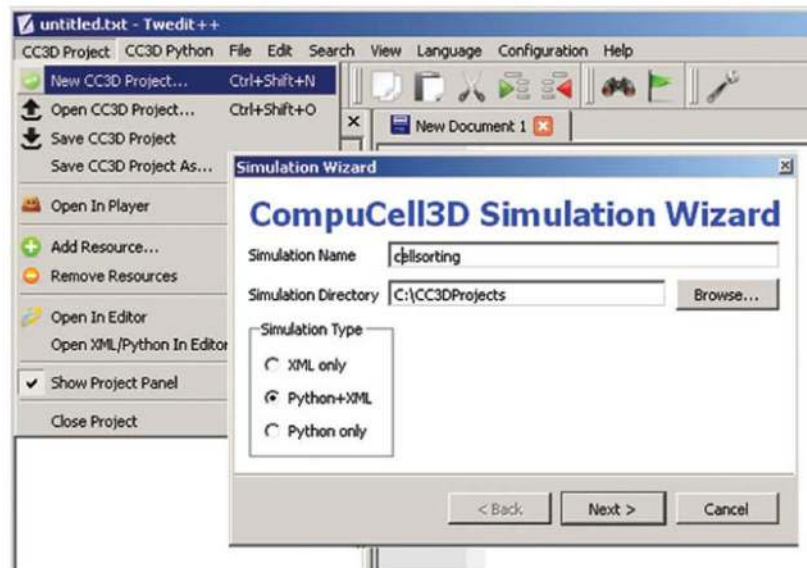 untitled.txt - Twedit++
CC3D Project CC3D Python File Edit Search View Language Configuration Help
New CC3D Project... Ctrl+Shift+N
Open CC3D Project... Ctrl+Shift+O
Save CC3D Project
Save CC3D Project As...
Open In Player
Add Resource...
Remove Resources
Open In Editor
Open XML/Python In Editor
Show Project Panel
Close Project
New Document 1
Simulation Wizard
CompuCell3D Simulation Wizard
Simulation Name cellsorting
Simulation Directory C:\CC3DProjects Browse...
Simulation Type
XML only
Python+XML
Python only
< Back Next > Cancel